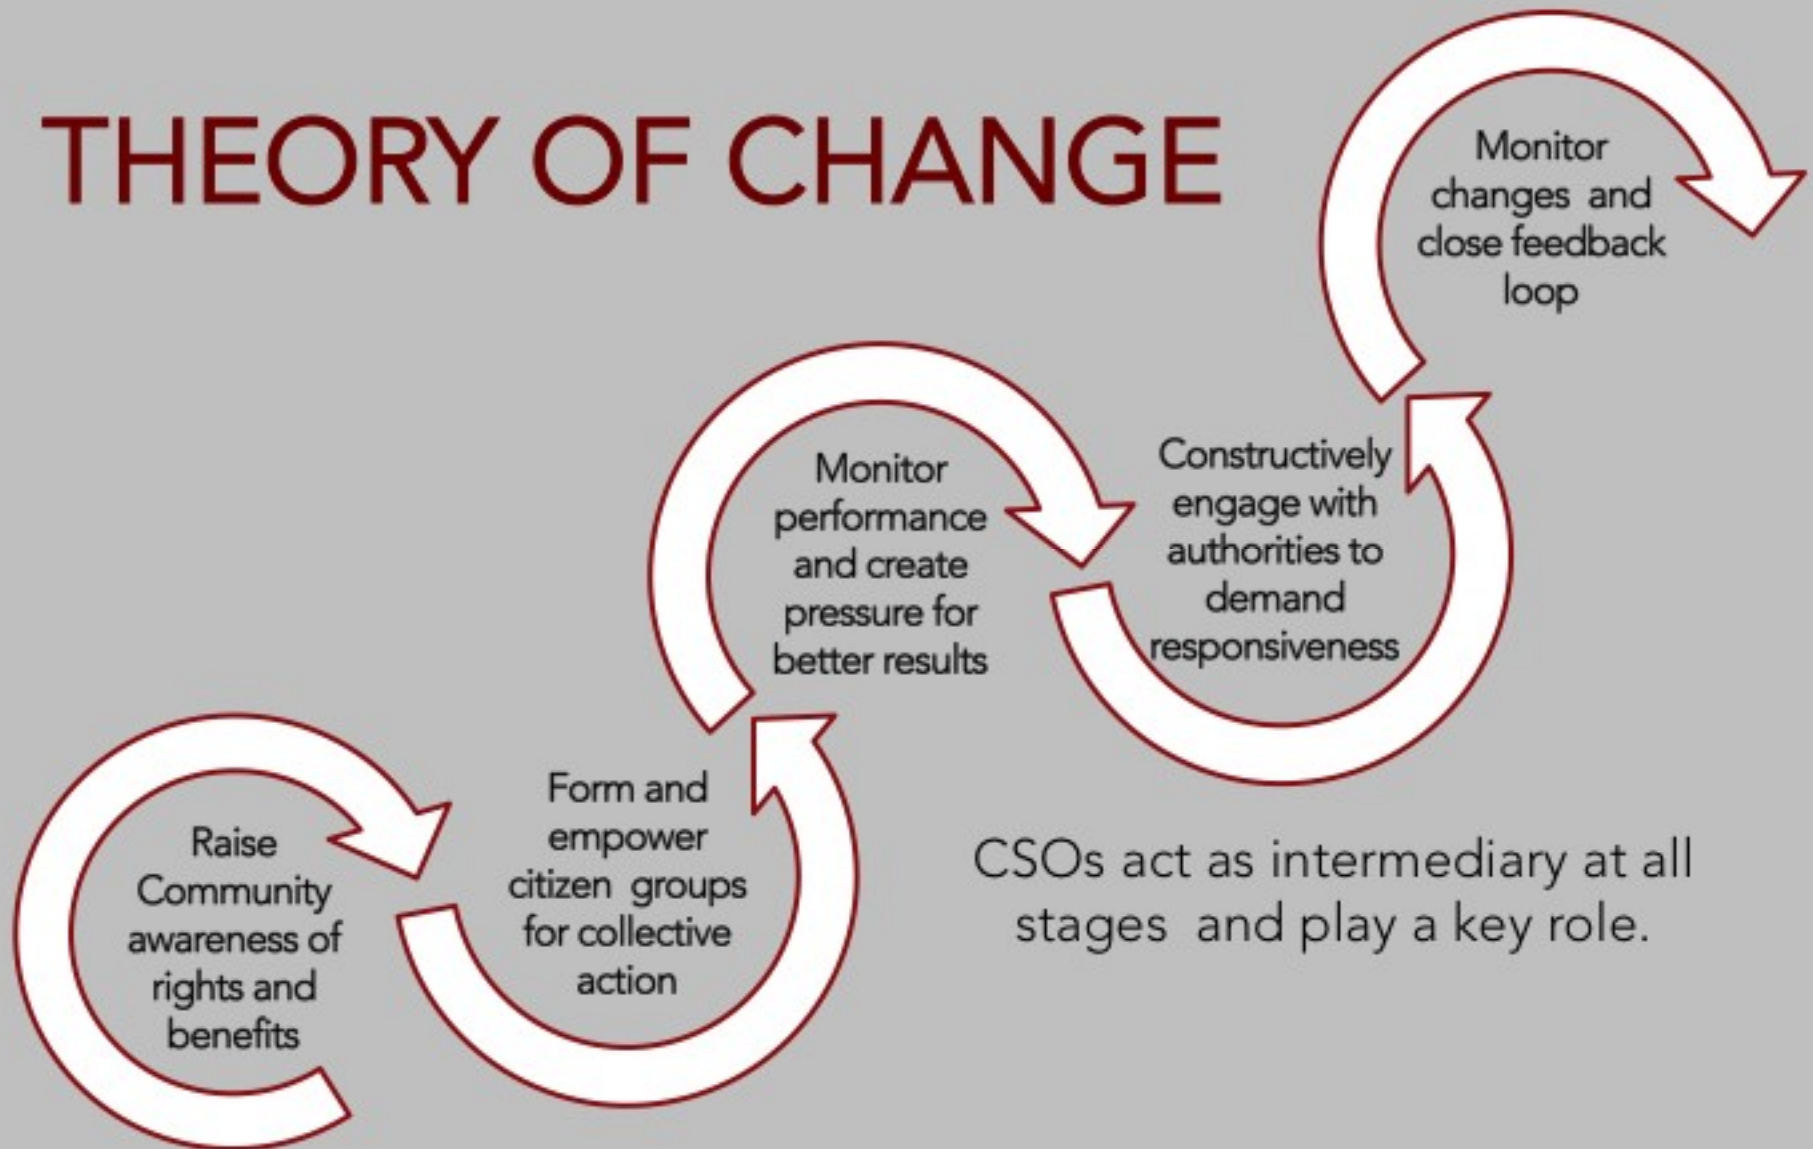 THEORY OF CHANGE
Raise
Community
awareness of
rights and
benefits
Form and
empower
citizen groups
for collective
action
Monitor
performance
and create
pressure for
better results
Constructively
engage with
authorities to
demand
responsiveness
Monitor
changes and
close feedback
loop
CSOs act as intermediary at all
stages and play a key role.